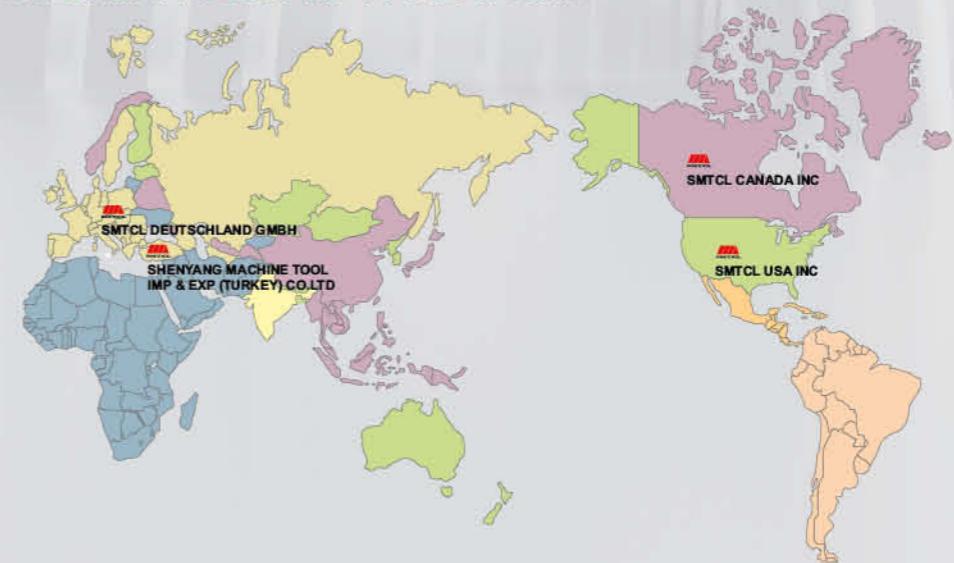 SMTCL CANADA INC
SMTCL DEUTSCHLAND GMBH
SMTCL USA INC
SHENYANG MACHINE TOOL
IMP & EXP (TURKEY) CO.LTD